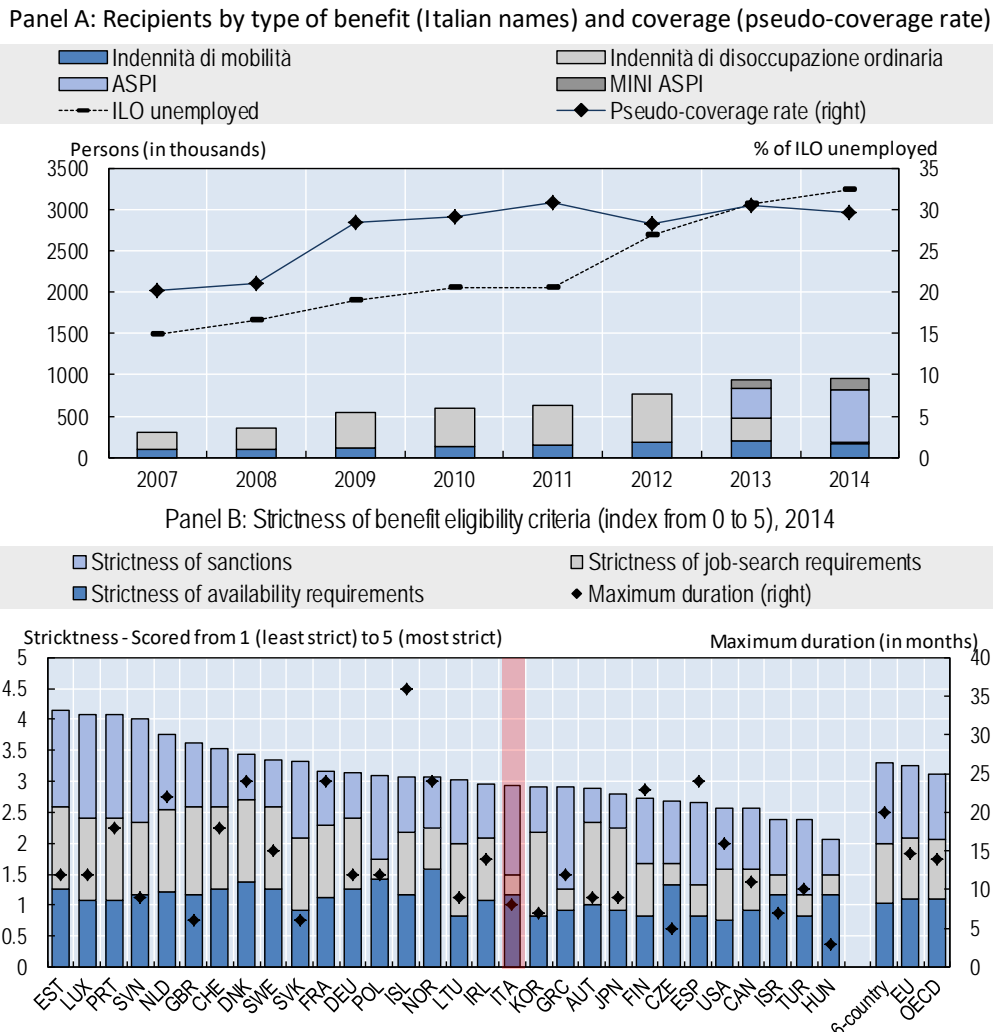 Panel A: Recipients by type of benefit (Italian names) and coverage (pseudo-coverage rate)
Indennità di mobilità
Indennità di disoccupazione ordinaria
ASPI
MINI ASPI
ILO unemployed
Pseudo-coverage rate (right)
Persons (in thousands)
% of ILO unemployed
3500 35
3000 30
2500 25
2000 20
1500 15
1000 10
500 5
0 0
2007 2008 2009 2010 2011 2012 2013 2014
Panel B: Strictness of benefit eligibility criteria (index from 0 to 5), 2014
Strictness of sanctions
Strictness of job-search requirements
Strictness of availability requirements
Maximum duration (right)
Stricktness - Scored from 1 (least strict) to 5 (most strict)
Maximum duration (in months)
5 40
4.5 35
4 30
3.5 25
3 20
2.5 15
2 10
1.5 5
1 0
0.5
0
EST LUX PRT SVN NLD GBR CHE DNK SWE SVK FRA DEU POL ISL NOR LTU IRL ITA KOR GRC AUT JPN FIN CZE ESP USA CAN ISR TUR HUN 6-country EU OECD